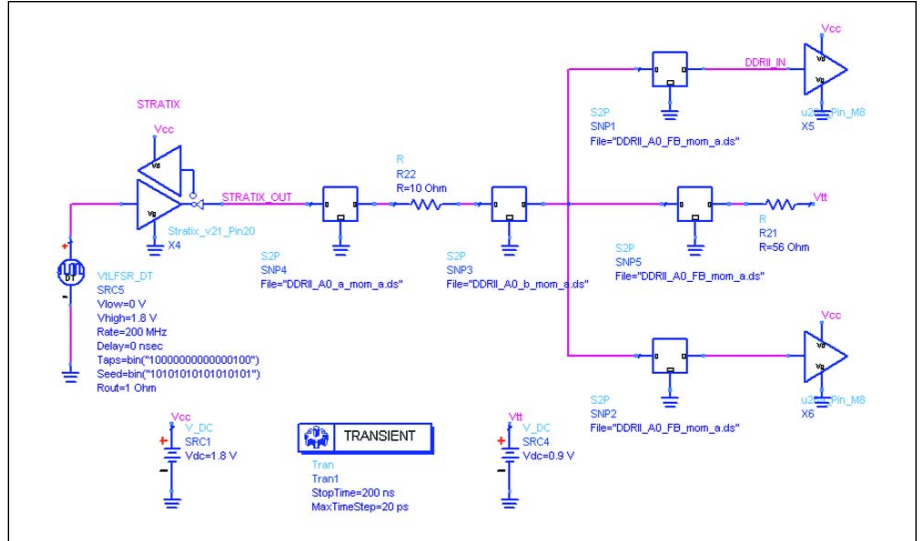 STRATIX
Vcc
STRATIX_OUT
Stratix_v21_Pin20
X4
VtLFSR_DT
SRC5
Vlow=0 V
Vhigh=1.8 V
Rate=200 MHz
Delay=0 nsec
Taps=bin("10000000000000100")
Seed=bin("10101010101010101")
Rout=1 Ohm
DT
S2P
SNP4
File="DDRII_A0_a_mom_a.ds"
R
R22
R=10 Ohm
S2P
SNP3
File="DDRII_A0_b_mom_a.ds"
S2P
SNP1
File="DDRII_A0_FB_mom_a.ds"
DDRII_IN
Vcc
X5
S2P
SNP5
File="DDRII_A0_FB_mom_a.ds"
Vtt
R
R21
R=56 Ohm
S2P
SNP2
File="DDRII_A0_FB_mom_a.ds"
Vcc
X6
Vcc
V_DC
SRC1
Vdc=1.8 V
TRANSIENT
Tran
Tran1
StopTime=200 ns
MaxTimeStep=20 ps
Vtt
V_DC
SRC4
Vdc=0.9 V